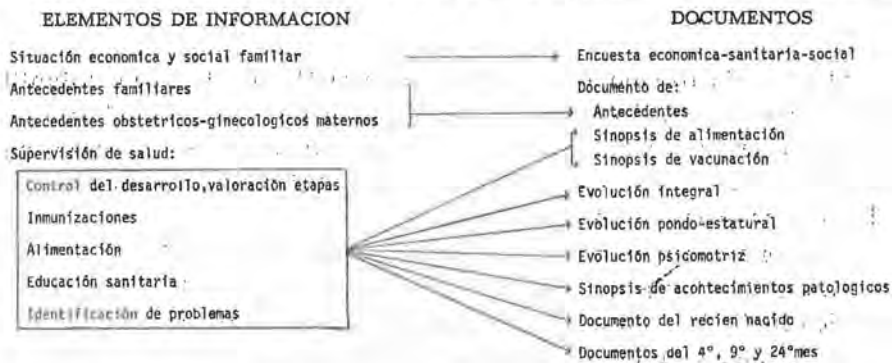 ELEMENTOS DE INFORMACION
Situación economica y social familiar
Antecedentes familiares
Antecedentes obstetricos-ginecologicos maternos
Supervisión de salud:
Control del desarrollo,valoración etapas
Inmunizaciones
Alimentación
Educación sanitaria
Identificación de problemas
DOCUMENTOS
Encuesta economica-sanitaria-social
Documento de:
Antecedentes
Sinopsis de alimentación
Sinopsis de vacunación
Evolución integral
Evolución pondo-estatural
Evolución psicomotriz
Sinopsis de acontecimientos patologicos
Documento del recien nacido
Documentos del 4°, 9° y 24°mes